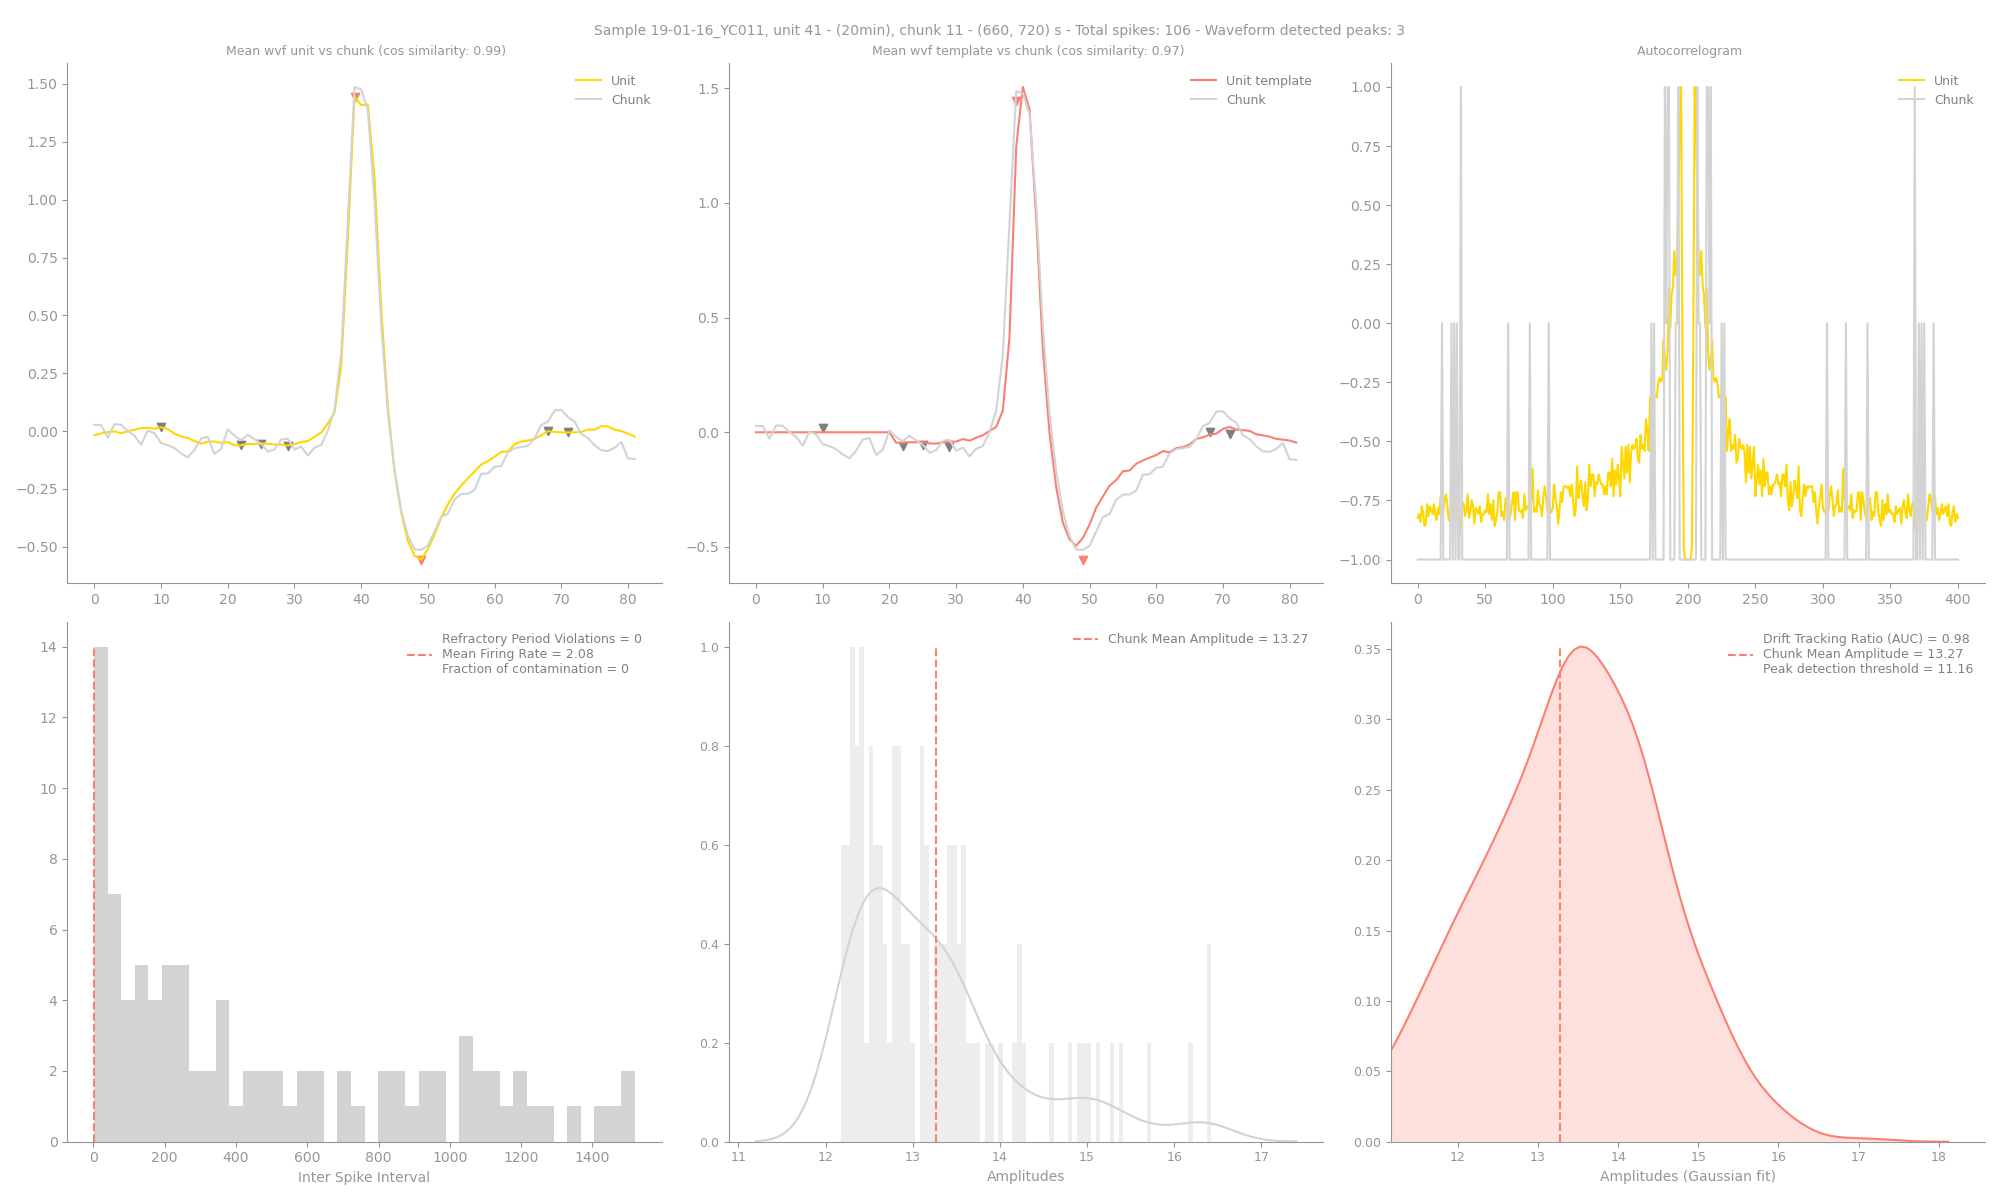 Sample 19-01-16_YC011, unit 41 - (20min), chunk 11 - (660, 720) s - Total spikes: 106 - Waveform detected peaks: 3
Mean wvf unit vs chunk (cos similarity: 0.99)
1.50
1.25
1.00
0.75
0.50
0.25
0.00
−0.25
−0.50
0 10 20 30 40 50 60 70 80
Unit
Chunk
Mean wvf template vs chunk (cos similarity: 0.97)
1.5
1.0
0.5
0.0
−0.5
0 10 20 30 40 50 60 70 80
Unit template
Chunk
Autocorrelogram
1.00
0.75
0.50
0.25
0.00
−0.25
−0.50
−0.75
−1.00
0 50 100 150 200 250 300 350 400
Unit
Chunk
14
12
10
8
6
4
2
0
0 200 400 600 800 1000 1200 1400
Inter Spike Interval
Refractory Period Violations = 0
Mean Firing Rate = 2.08
Fraction of contamination = 0
1.0
0.8
0.6
0.4
0.2
0.0
11 12 13 14 15 16 17
Amplitudes
Chunk Mean Amplitude = 13.27
0.35
0.30
0.25
0.20
0.15
0.10
0.05
0.00
12 13 14 15 16 17 18
Amplitudes (Gaussian fit)
Drift Tracking Ratio (AUC) = 0.98
Chunk Mean Amplitude = 13.27
Peak detection threshold = 11.16